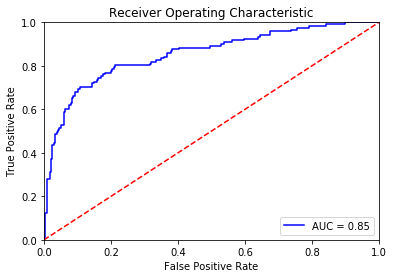 Receiver Operating Characteristic
True Positive Rate
1.0
0.8
0.6
0.4
0.2
0.0
AUC = 0.85
0.0 0.2 0.4 0.6 0.8 1.0
False Positive Rate